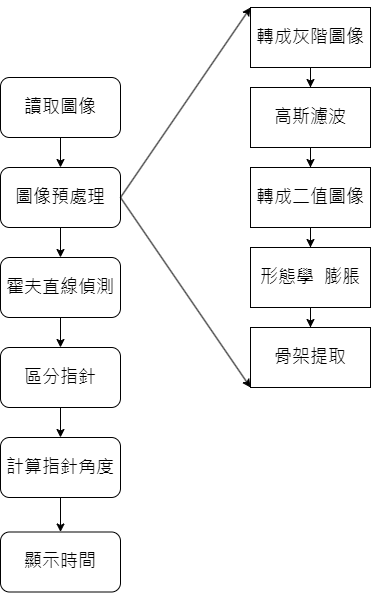 讀取圖像
圖像預處理
霍夫直線偵測
區分指針
計算指針角度
顯示時間
轉成灰階圖像
高斯濾波
轉成二值圖像
形態學 膨脹
骨架提取